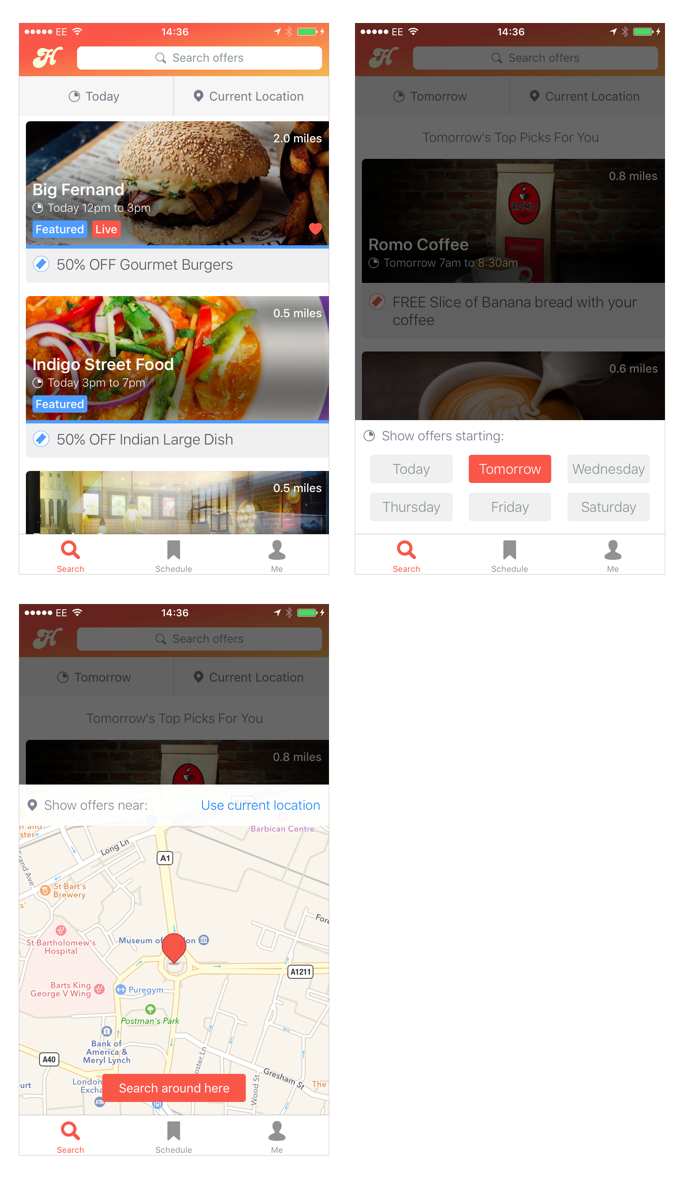 EE 14:36
H Search offers
Today Current Location
2.0 miles
Big Fernand
Today 12pm to 3pm
Featured Live
50% OFF Gourmet Burgers
0.5 miles
Indigo Street Food
Today 3pm to 7pm
Featured
50% OFF Indian Large Dish
0.5 miles
Search Schedule Me
EE 14:36
H Search offers
Tomorrow Current Location
Tomorrow's Top Picks For You
0.8 miles
ROMO
Romo Coffee
Tomorrow 7am to 8:30am
FREE Slice of Banana bread with your
coffee
0.6 miles
Show offers starting:
Today Tomorrow Wednesday
Thursday Friday Saturday
Search Schedule Me
EE 14:36
H Search offers
Tomorrow Current Location
Tomorrow's Top Picks For You
0.8 miles
Show offers near: Use current location
Barbican Centre
Long Ln
A1
St Bart's
Brewery
St Bartholomew's
Hospital
Museum of
A1211
Barts King
George V Wing
Puregym
Postman's Park
Bank of
America &
Meryl Lynch
A40
Gresham St
Wood St
The
London
Search around here
Search Schedule Me